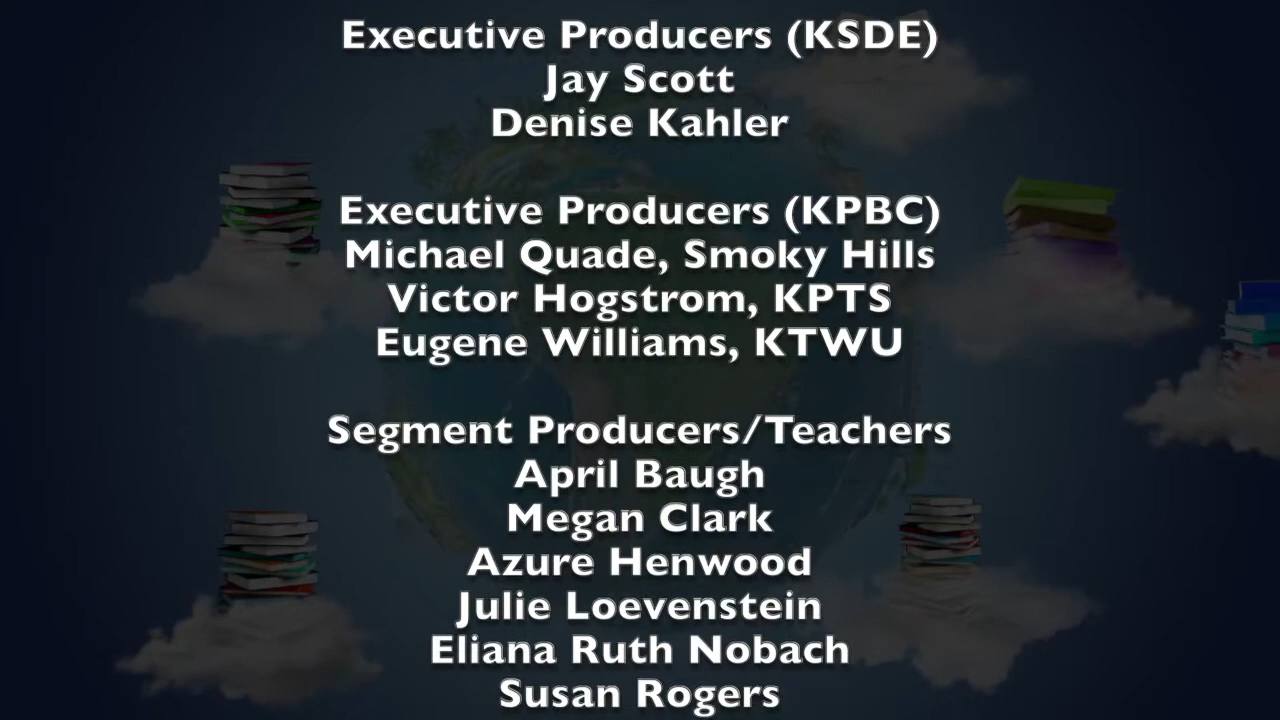 Executive Producers (KSDE)
Jay Scott
Denise Kahler
Executive Producers (KPBC)
Michael Quade, Smoky Hills
Victor Hogstrom, KPTS
Eugene Williams, KTWU
Segment Producers/Teachers
April Baugh
Megan Clark
Azure Henwood
Julie Loevenstein
Eliana Ruth Nobach
Susan Rogers